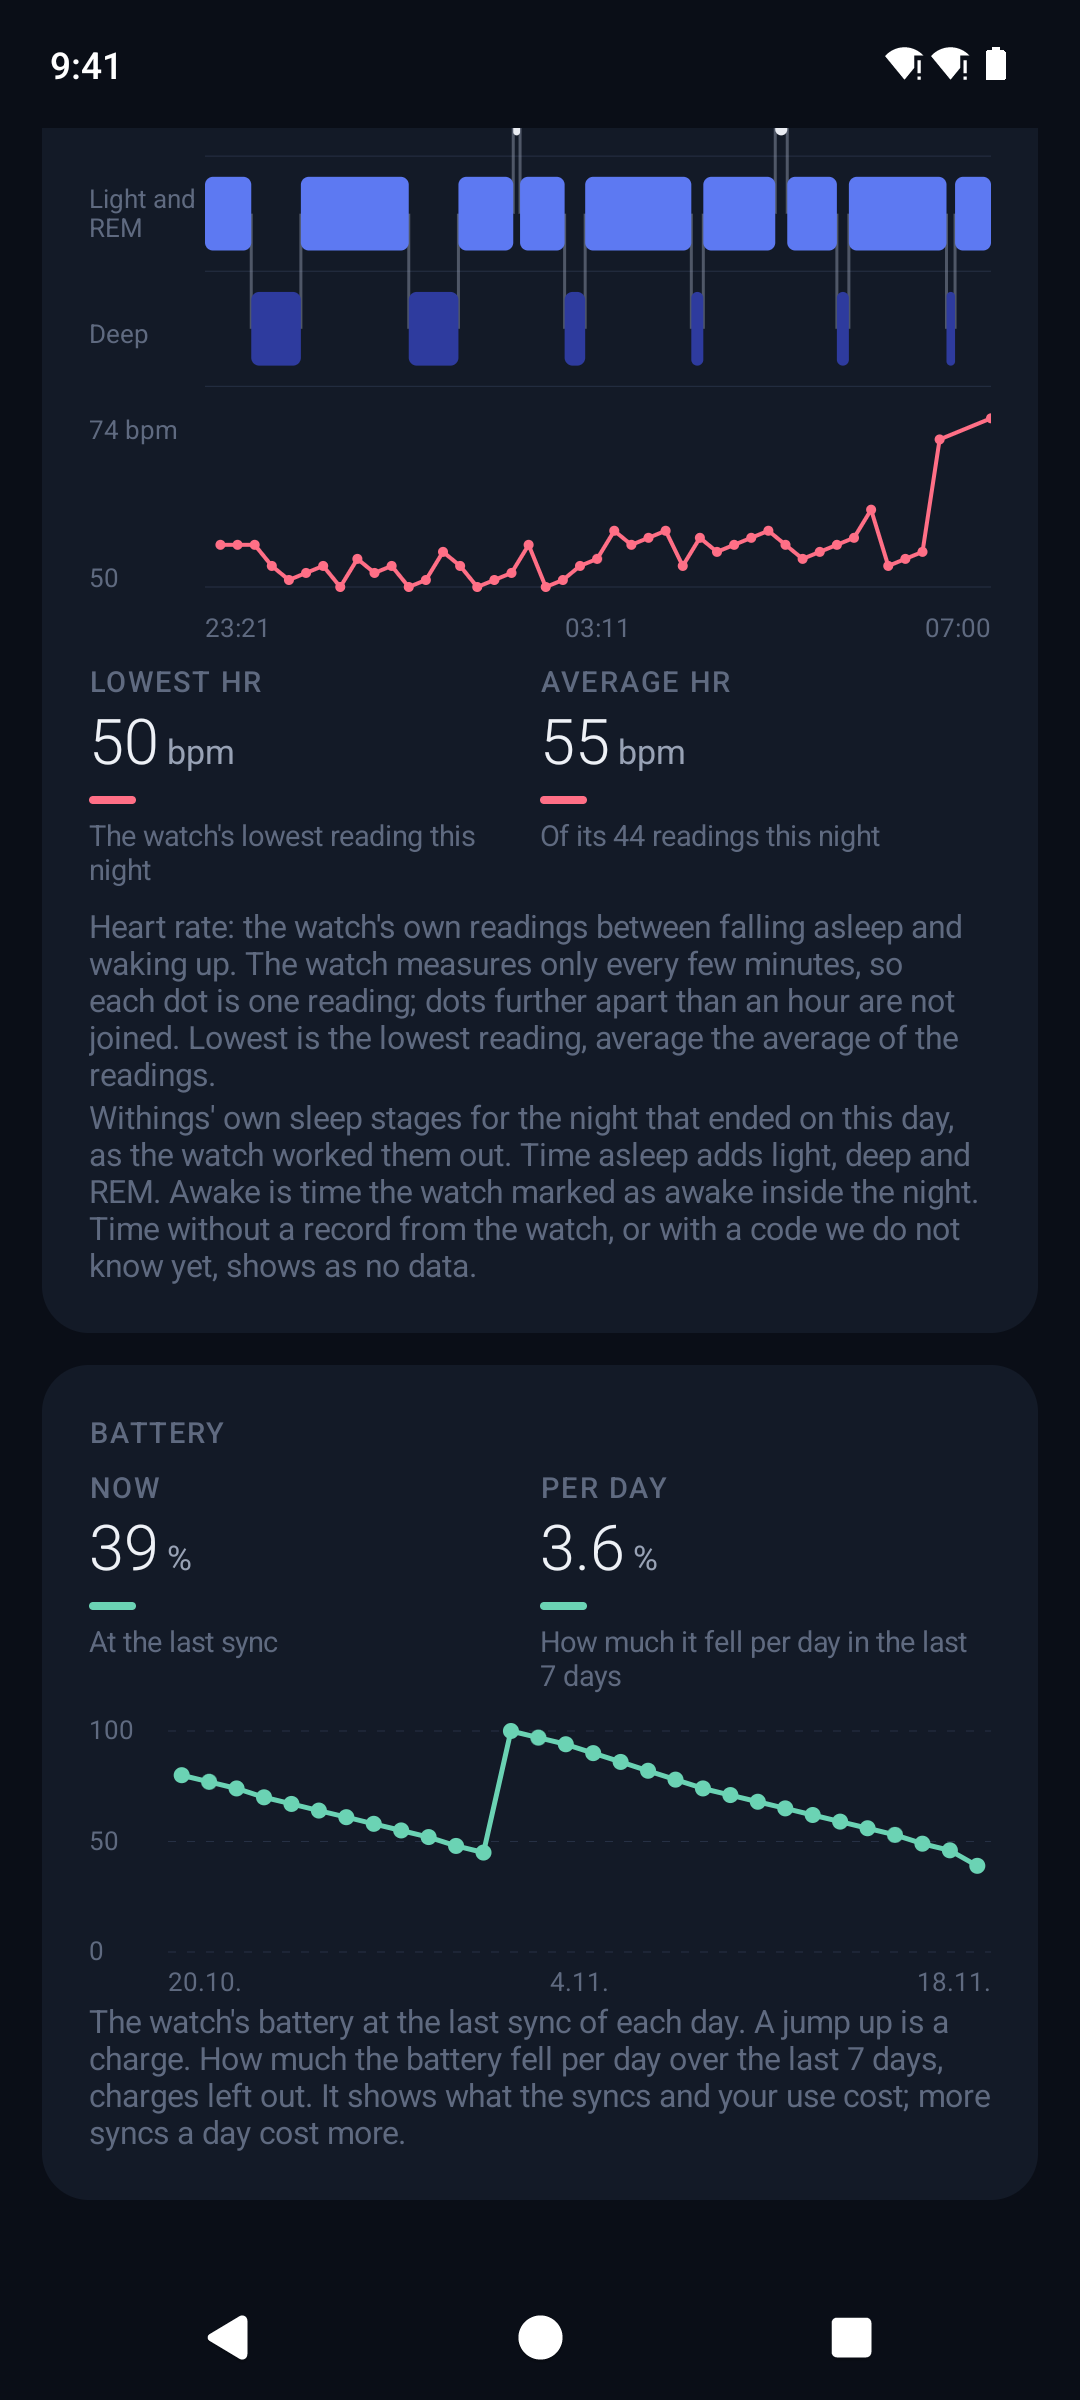 9:41
Light and
REM
Deep
74 bpm
50
23:21 03:11 07:00
LOWEST HR AVERAGE HR
50 bpm 55 bpm
The watch's lowest reading this
night
Of its 44 readings this night
Heart rate: the watch's own readings between falling asleep and
waking up. The watch measures only every few minutes, so
each dot is one reading; dots further apart than an hour are not
joined. Lowest is the lowest reading, average the average of the
readings.
Withings' own sleep stages for the night that ended on this day,
as the watch worked them out. Time asleep adds light, deep and
REM. Awake is time the watch marked as awake inside the night.
Time without a record from the watch, or with a code we do not
know yet, shows as no data.
BATTERY
NOW PER DAY
39 % 3.6 %
At the last sync
How much it fell per day in the last
7 days
100
50
0
20.10. 4.11. 18.11.
The watch's battery at the last sync of each day. A jump up is a
charge. How much the battery fell per day over the last 7 days,
charges left out. It shows what the syncs and your use cost; more
syncs a day cost more.